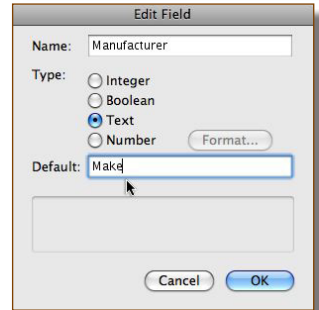 Edit Field
Name: Manufacturer
Type:
Integer
Boolean
Text
Number Format...
Default: Make
Cancel OK